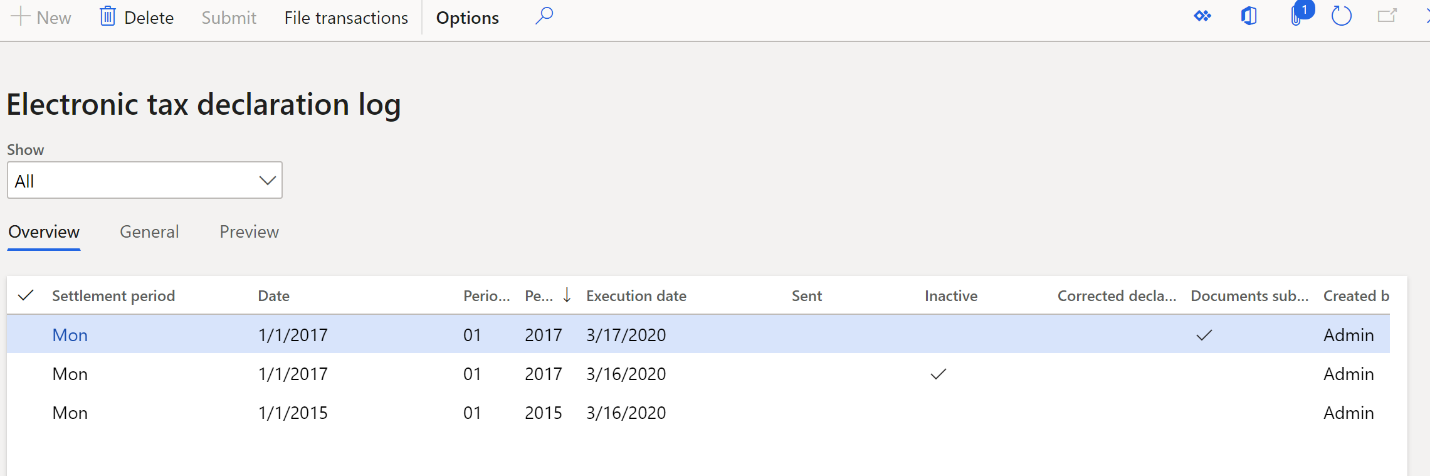 New Delete Submit File transactions Options 1
Electronic tax declaration log
Show
All
Overview General Preview
Settlement period Date Perio... Pe... Execution date Sent Inactive Corrected decla... Documents sub... Created b
Mon 1/1/2017 01 2017 3/17/2020 Admin
Mon 1/1/2017 01 2017 3/16/2020 Admin
Mon 1/1/2015 01 2015 3/16/2020 Admin